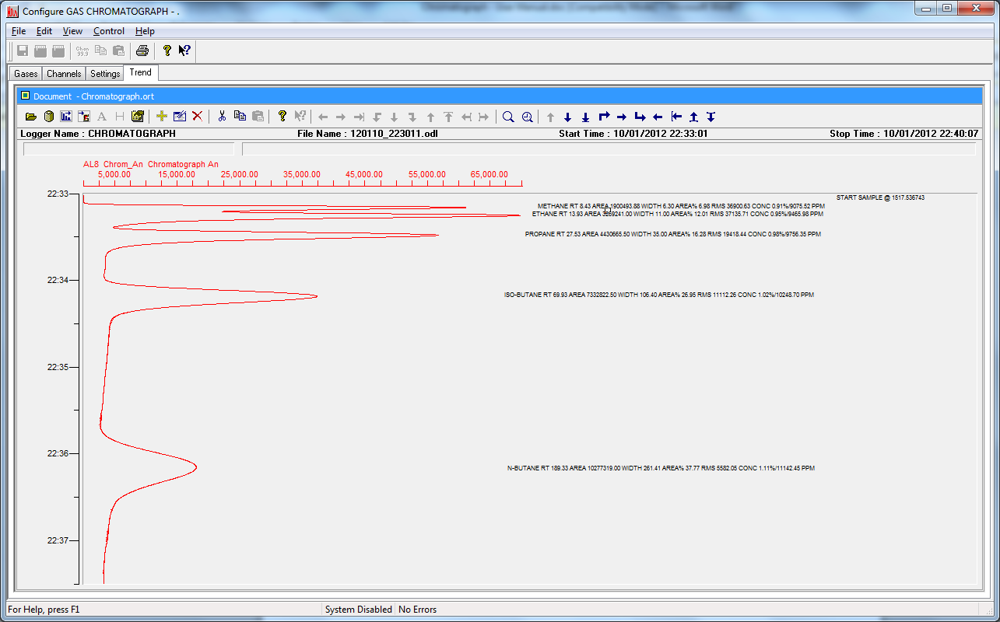 Configure GAS CHROMATOGRAPH - .
File Edit View Control Help
Gases Channels Settings Trend
Document - Chromatograph.ort
Logger Name : CHROMATOGRAPH File Name : 120110_223011.odl Start Time : 10/01/2012 22:33:01 Stop Time : 10/01/2012 22:40:07
AL8 Chrom_An Chromatograph An
5,000.00 15,000.00 25,000.00 35,000.00 45,000.00 55,000.00 65,000.00
22:33
START SAMPLE @ 1517.536743
METHANE RT 8.43 AREA 1900493.88 WIDTH 6.30 AREA% 6.98 RMS 36900.63 CONC 0.91%/9075.52 PPM
ETHANE RT 13.93 AREA 3269241.00 WIDTH 11.00 AREA% 12.01 RMS 37135.71 CONC 0.95%/9465.98 PPM
PROPANE RT 27.53 AREA 4430665.50 WIDTH 35.00 AREA% 16.28 RMS 19418.44 CONC 0.98%/9756.35 PPM
22:34
ISO-BUTANE RT 69.93 AREA 7332822.50 WIDTH 106.40 AREA% 26.95 RMS 11112.26 CONC 1.02%/10248.70 PPM
22:35
22:36
N-BUTANE RT 189.33 AREA 10277319.00 WIDTH 261.41 AREA% 37.77 RMS 5582.05 CONC 1.11%/11142.45 PPM
22:37
For Help, press F1 System Disabled No Errors